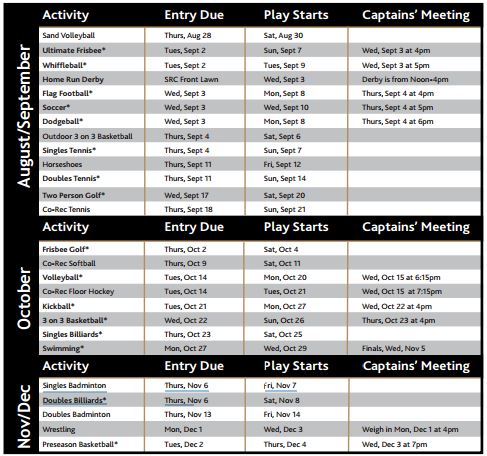 August/September
Activity Entry Due Play Starts Captains' Meeting
Sand Volleyball Thurs, Aug 28 Sat, Aug 30
Ultimate Frisbee* Tues, Sept 2 Sun, Sept 7 Wed, Sept 3 at 4pm
Whiffleball* Tues, Sept 2 Tues, Sept 9 Wed, Sept 3 at 5pm
Home Run Derby SRC Front Lawn Wed, Sept 3 Derby is from Noon-4pm
Flag Football* Wed, Sept 3 Mon, Sept 8 Thurs, Sept 4 at 4pm
Soccer* Wed, Sept 3 Wed, Sept 10 Thurs, Sept 4 at 5pm
Dodgeball* Wed, Sept 3 Mon, Sept 8 Thurs, Sept 4 at 6pm
Outdoor 3 on 3 Basketball Thurs, Sept 4 Sat, Sept 6
Singles Tennis* Thurs, Sept 4 Sun, Sept 7
Horseshoes Thurs, Sept 11 Fri, Sept 12
Doubles Tennis* Thurs, Sept 11 Sun, Sept 14
Two Person Golf* Wed, Sept 17 Sat, Sept 20
Co-Rec Tennis Thurs, Sept 18 Sun, Sept 21
October
Activity Entry Due Play Starts Captains' Meeting
Frisbee Golf* Thurs, Oct 2 Sat, Oct 4
Co-Rec Softball Thurs, Oct 9 Sat, Oct 11
Volleyball* Tues, Oct 14 Mon, Oct 20 Wed, Oct 15 at 6:15pm
Co-Rec Floor Hockey Tues, Oct 14 Tues, Oct 21 Wed, Oct 15 at 7:15pm
Kickball* Tues, Oct 21 Mon, Oct 27 Wed, Oct 22 at 4pm
3 on 3 Basketball* Wed, Oct 22 Sun, Oct 26 Thurs, Oct 23 at 4pm
Singles Billiards* Thurs, Oct 23 Sat, Oct 25
Swimming* Mon, Oct 27 Wed, Oct 29 Finals, Wed, Nov 5
Nov/Dec
Activity Entry Due Play Starts Captains' Meeting
Singles Badminton Thurs, Nov 6 Fri, Nov 7
Doubles Billiards* Thurs, Nov 6 Sat, Nov 8
Doubles Badminton Thurs, Nov 13 Fri, Nov 14
Wrestling Mon, Dec 1 Wed, Dec 3 Weigh in Mon, Dec 1 at 4pm
Preseason Basketball* Tues, Dec 2 Thurs, Dec 4 Wed, Dec 3 at 7pm